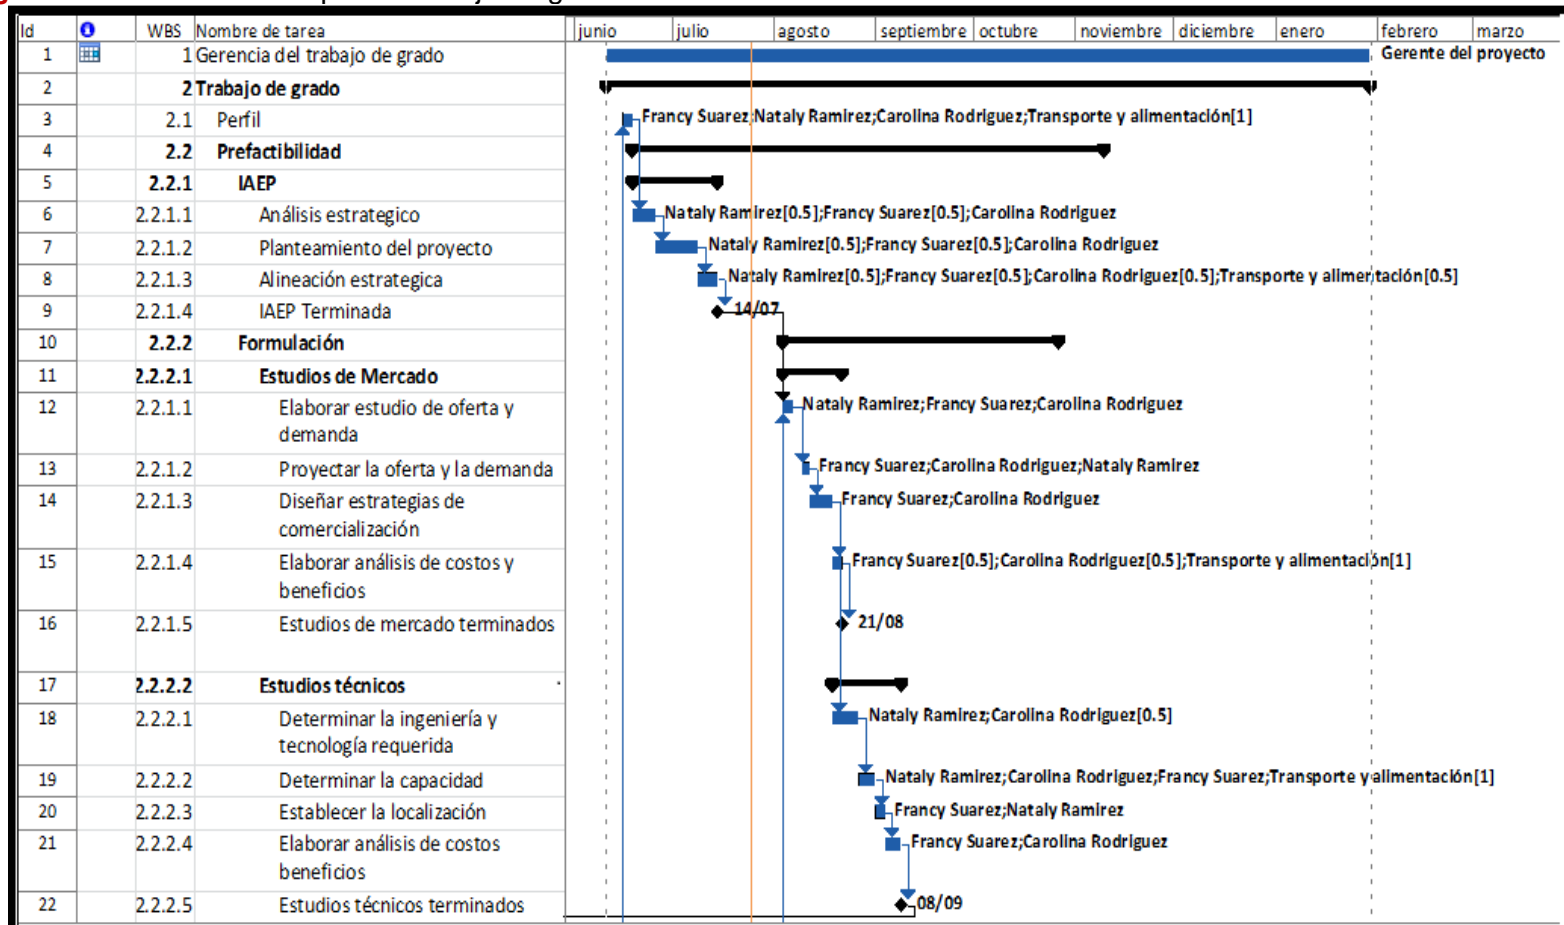 Id WBS Nombre de tarea junio julio agosto septiembre octubre noviembre diciembre enero febrero marzo
1 1 Gerencia del trabajo de grado Gerente del proyecto
2 2 Trabajo de grado
3 2.1 Perfil Francy Suarez;Nataly Ramirez;Carolina Rodriguez;Transporte y alimentación[1]
4 2.2 Prefactibilidad
5 2.2.1 IAEP
6 2.2.1.1 Análisis estrategico Nataly Ramirez[0.5];Francy Suarez[0.5];Carolina Rodriguez
7 2.2.1.2 Planteamiento del proyecto Nataly Ramirez[0.5];Francy Suarez[0.5];Carolina Rodriguez
8 2.2.1.3 Alineación estrategica Nataly Ramirez[0.5];Francy Suarez[0.5];Carolina Rodriguez[0.5];Transporte y alimentación[0.5]
9 2.2.1.4 IAEP Terminada 14/07
10 2.2.2 Formulación
11 2.2.2.1 Estudios de Mercado
12 2.2.1.1 Elaborar estudio de oferta y Nataly Ramirez;Francy Suarez;Carolina Rodriguez
demanda
13 2.2.1.2 Proyectar la oferta y la demanda Francy Suarez;Carolina Rodriguez;Nataly Ramirez
14 2.2.1.3 Diseñar estrategias de Francy Suarez;Carolina Rodriguez
comercialización
15 2.2.1.4 Elaborar análisis de costos y Francy Suarez[0.5];Carolina Rodriguez[0.5];Transporte y alimentación[1]
beneficios
16 2.2.1.5 Estudios de mercado terminados 21/08
17 2.2.2.2 Estudios técnicos
18 2.2.2.1 Determinar la ingeniería y Nataly Ramirez;Carolina Rodriguez[0.5]
tecnología requerida
19 2.2.2.2 Determinar la capacidad Nataly Ramirez;Carolina Rodriguez;Francy Suarez;Transporte y alimentación[1]
20 2.2.2.3 Establecer la localización Francy Suarez;Nataly Ramirez
21 2.2.2.4 Elaborar análisis de costos Francy Suarez;Carolina Rodriguez
beneficios
22 2.2.2.5 Estudios técnicos terminados 08/09